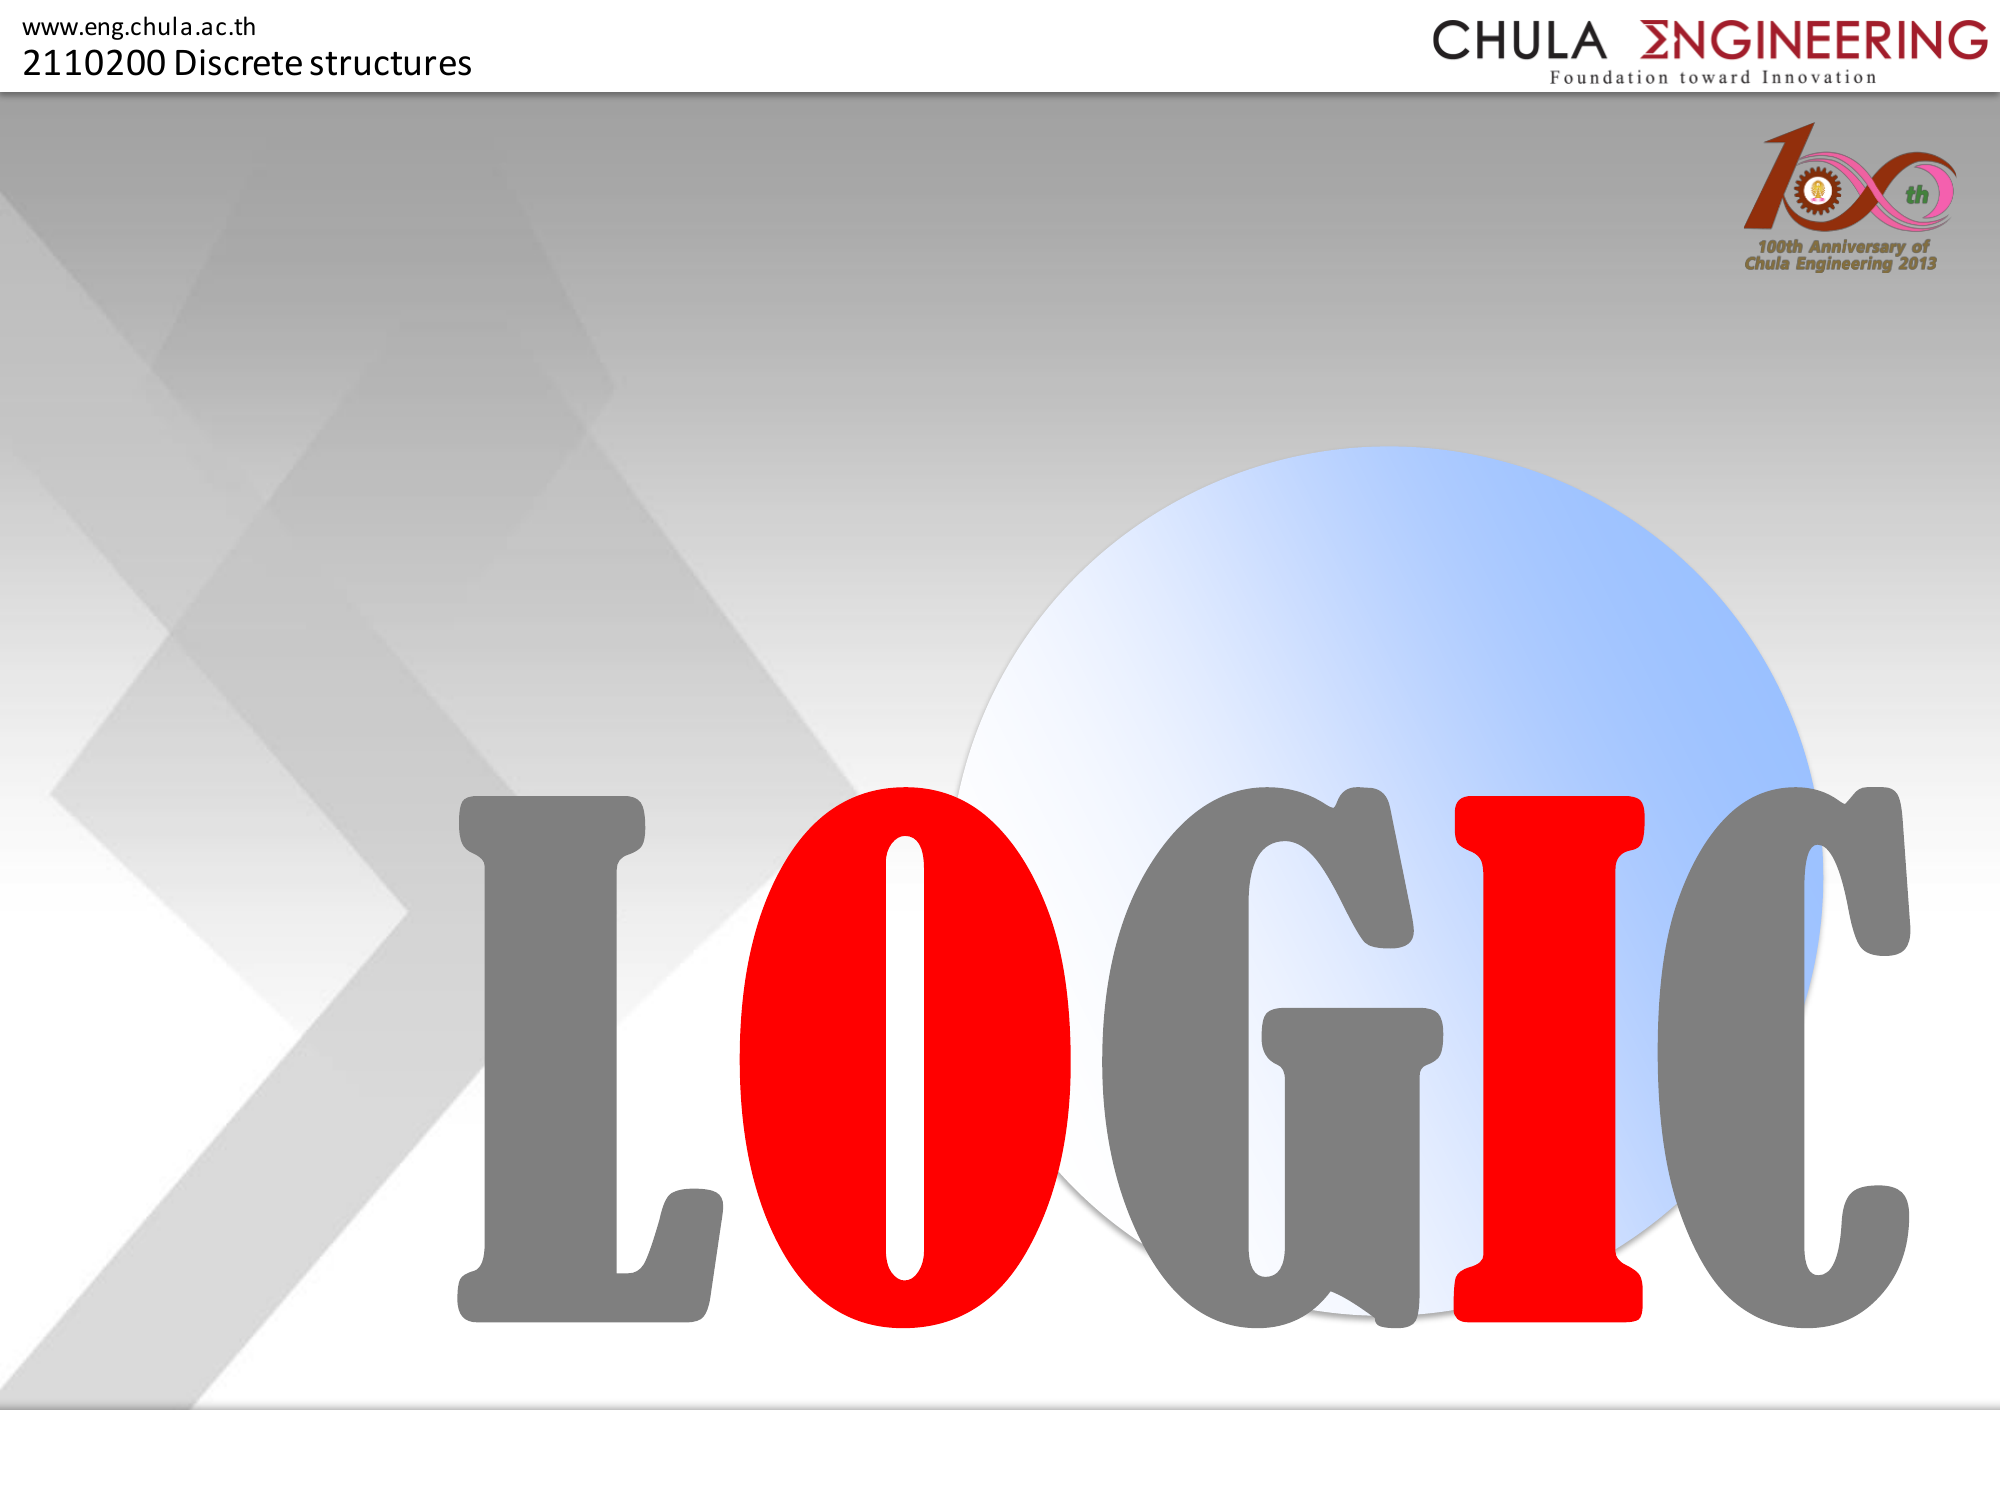 www.eng.chula.ac.th
2110200 Discrete structures
CHULA ΣNGINEERING
Foundation toward Innovation
100th
100th Anniversary of
Chula Engineering 2013
LOGIC